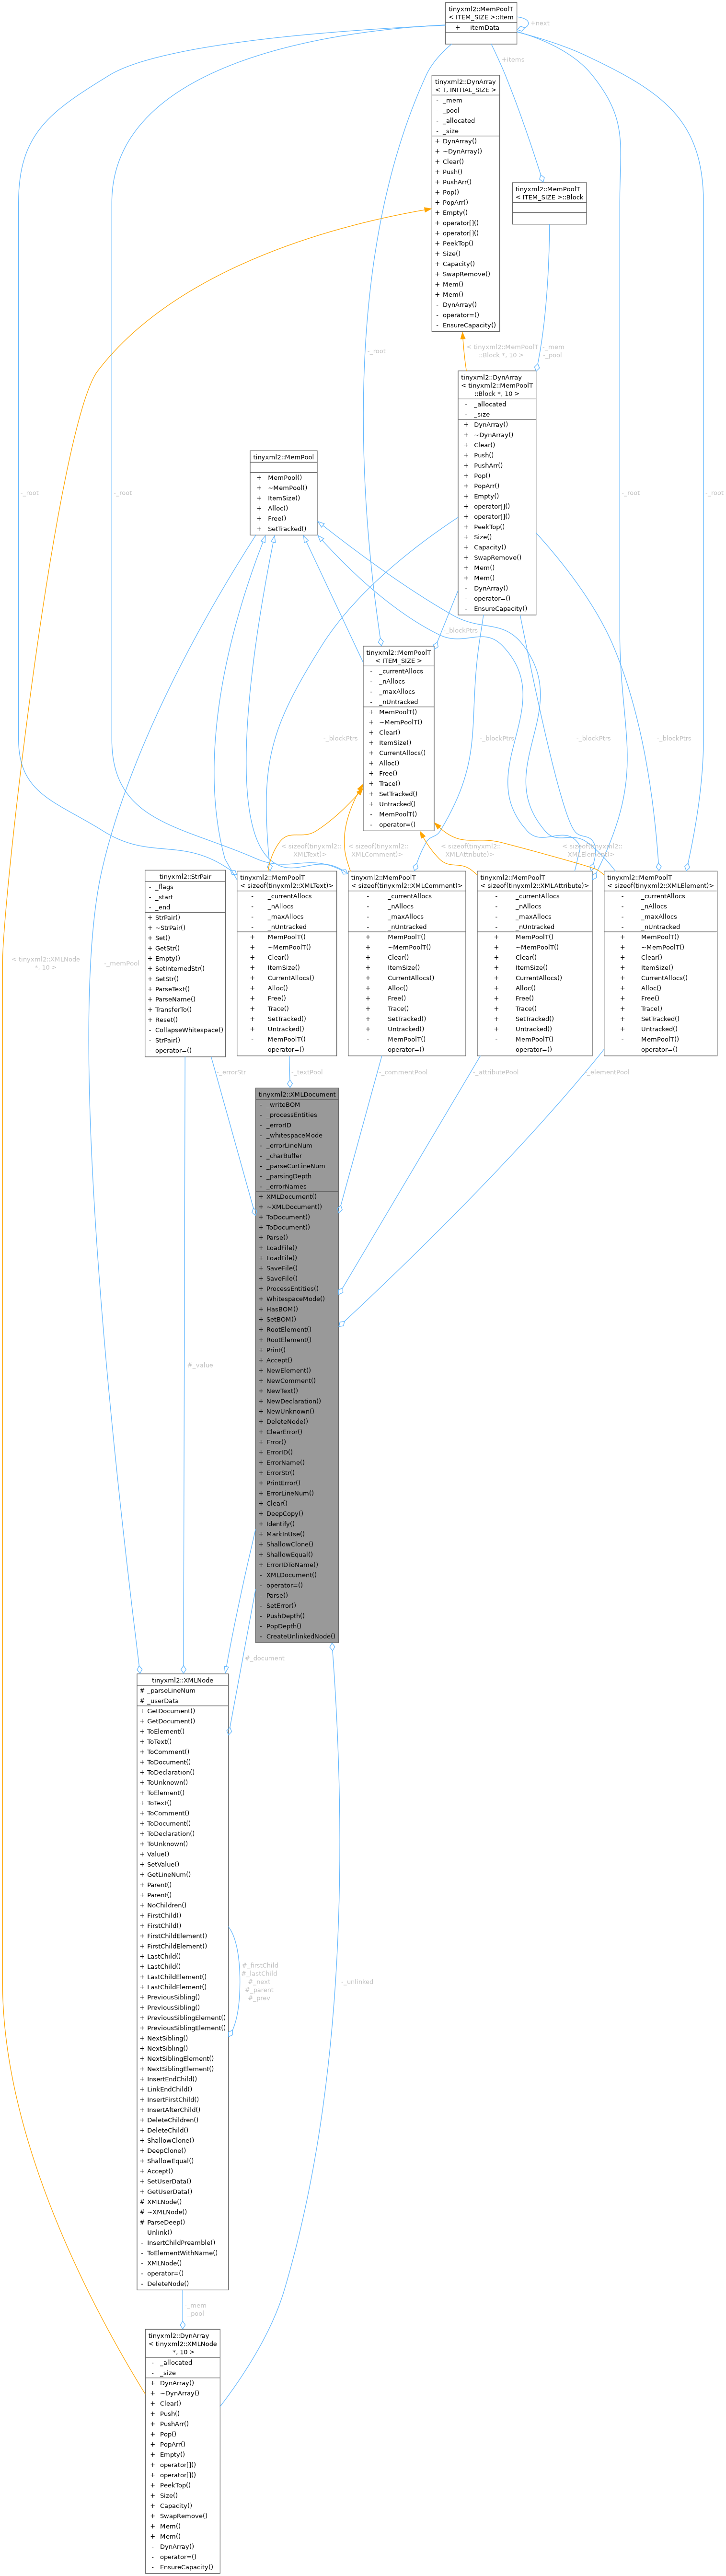 tinyxml2::MemPoolT
< ITEM_SIZE >::Item
+ itemData
+next
+items
tinyxml2::DynArray
< T, INITIAL_SIZE >
- _mem
- _pool
- _allocated
- _size
+ DynArray()
+ ~DynArray()
+ Clear()
+ Push()
+ PushArr()
+ Pop()
+ PopArr()
+ Empty()
+ operator[]()
+ operator[]()
+ PeekTop()
+ Size()
+ Capacity()
+ SwapRemove()
+ Mem()
+ Mem()
- DynArray()
- operator=()
- EnsureCapacity()
tinyxml2::MemPoolT
< ITEM_SIZE >::Block
-_root
< tinyxml2::MemPoolT
::Block *, 10 >
-_mem
-_pool
tinyxml2::DynArray
< tinyxml2::MemPoolT
::Block *, 10 >
- _allocated
- _size
+ DynArray()
+ ~DynArray()
+ Clear()
+ Push()
+ PushArr()
+ Pop()
+ PopArr()
+ Empty()
+ operator[]()
+ operator[]()
+ PeekTop()
+ Size()
+ Capacity()
+ SwapRemove()
+ Mem()
+ Mem()
- DynArray()
- operator=()
- EnsureCapacity()
tinyxml2::MemPool
+ MemPool()
+ ~MemPool()
+ ItemSize()
+ Alloc()
+ Free()
+ SetTracked()
-_root
-_root
-_root
-_root
-_blockPtrs
tinyxml2::MemPoolT
< ITEM_SIZE >
- _currentAllocs
- _nAllocs
- _maxAllocs
- _nUntracked
+ MemPoolT()
+ ~MemPoolT()
+ Clear()
+ ItemSize()
+ CurrentAllocs()
+ Alloc()
+ Free()
+ Trace()
+ SetTracked()
+ Untracked()
- MemPoolT()
- operator=()
-_blockPtrs
-_blockPtrs
-_blockPtrs
-_blockPtrs
< sizeof(tinyxml2::
XMLText)>
< sizeof(tinyxml2::
XMLComment)>
< sizeof(tinyxml2::
XMLAttribute)>
< sizeof(tinyxml2::
XMLElement)>
tinyxml2::StrPair
- _flags
- _start
- _end
+ StrPair()
+ ~StrPair()
+ Set()
+ GetStr()
+ Empty()
+ SetInternedStr()
+ SetStr()
+ ParseText()
+ ParseName()
+ TransferTo()
+ Reset()
- CollapseWhitespace()
- StrPair()
- operator=()
tinyxml2::MemPoolT
< sizeof(tinyxml2::XMLText)>
- _currentAllocs
- _nAllocs
- _maxAllocs
- _nUntracked
+ MemPoolT()
+ ~MemPoolT()
+ Clear()
+ ItemSize()
+ CurrentAllocs()
+ Alloc()
+ Free()
+ Trace()
+ SetTracked()
+ Untracked()
- MemPoolT()
- operator=()
tinyxml2::MemPoolT
< sizeof(tinyxml2::XMLComment)>
- _currentAllocs
- _nAllocs
- _maxAllocs
- _nUntracked
+ MemPoolT()
+ ~MemPoolT()
+ Clear()
+ ItemSize()
+ CurrentAllocs()
+ Alloc()
+ Free()
+ Trace()
+ SetTracked()
+ Untracked()
- MemPoolT()
- operator=()
tinyxml2::MemPoolT
< sizeof(tinyxml2::XMLAttribute)>
- _currentAllocs
- _nAllocs
- _maxAllocs
- _nUntracked
+ MemPoolT()
+ ~MemPoolT()
+ Clear()
+ ItemSize()
+ CurrentAllocs()
+ Alloc()
+ Free()
+ Trace()
+ SetTracked()
+ Untracked()
- MemPoolT()
- operator=()
tinyxml2::MemPoolT
< sizeof(tinyxml2::XMLElement)>
- _currentAllocs
- _nAllocs
- _maxAllocs
- _nUntracked
+ MemPoolT()
+ ~MemPoolT()
+ Clear()
+ ItemSize()
+ CurrentAllocs()
+ Alloc()
+ Free()
+ Trace()
+ SetTracked()
+ Untracked()
- MemPoolT()
- operator=()
< tinyxml2::XMLNode
*, 10 >
-_memPool
-_errorStr
-_textPool
-_commentPool
-_attributePool
-_elementPool
tinyxml2::XMLDocument
- _writeBOM
- _processEntities
- _errorID
- _whitespaceMode
- _errorLineNum
- _charBuffer
- _parseCurLineNum
- _parsingDepth
- _errorNames
+ XMLDocument()
+ ~XMLDocument()
+ ToDocument()
+ ToDocument()
+ Parse()
+ LoadFile()
+ LoadFile()
+ SaveFile()
+ SaveFile()
+ ProcessEntities()
+ WhitespaceMode()
+ HasBOM()
+ SetBOM()
+ RootElement()
+ RootElement()
+ Print()
+ Accept()
+ NewElement()
+ NewComment()
+ NewText()
+ NewDeclaration()
+ NewUnknown()
+ DeleteNode()
+ ClearError()
+ Error()
+ ErrorID()
+ ErrorName()
+ ErrorStr()
+ PrintError()
+ ErrorLineNum()
+ Clear()
+ DeepCopy()
+ Identify()
+ MarkInUse()
+ ShallowClone()
+ ShallowEqual()
+ ErrorIDToName()
- XMLDocument()
- operator=()
- Parse()
- SetError()
- PushDepth()
- PopDepth()
- CreateUnlinkedNode()
#_value
#_document
tinyxml2::XMLNode
# _parseLineNum
# _userData
+ GetDocument()
+ GetDocument()
+ ToElement()
+ ToText()
+ ToComment()
+ ToDocument()
+ ToDeclaration()
+ ToUnknown()
+ ToElement()
+ ToText()
+ ToComment()
+ ToDocument()
+ ToDeclaration()
+ ToUnknown()
+ Value()
+ SetValue()
+ GetLineNum()
+ Parent()
+ Parent()
+ NoChildren()
+ FirstChild()
+ FirstChild()
+ FirstChildElement()
+ FirstChildElement()
+ LastChild()
+ LastChild()
+ LastChildElement()
+ LastChildElement()
+ PreviousSibling()
+ PreviousSibling()
+ PreviousSiblingElement()
+ PreviousSiblingElement()
+ NextSibling()
+ NextSibling()
+ NextSiblingElement()
+ NextSiblingElement()
+ InsertEndChild()
+ LinkEndChild()
+ InsertFirstChild()
+ InsertAfterChild()
+ DeleteChildren()
+ DeleteChild()
+ ShallowClone()
+ DeepClone()
+ ShallowEqual()
+ Accept()
+ SetUserData()
+ GetUserData()
# XMLNode()
# ~XMLNode()
# ParseDeep()
- Unlink()
- InsertChildPreamble()
- ToElementWithName()
- XMLNode()
- operator=()
- DeleteNode()
#_firstChild
#_lastChild
#_next
#_parent
#_prev
-_unlinked
-_mem
-_pool
tinyxml2::DynArray
< tinyxml2::XMLNode
*, 10 >
- _allocated
- _size
+ DynArray()
+ ~DynArray()
+ Clear()
+ Push()
+ PushArr()
+ Pop()
+ PopArr()
+ Empty()
+ operator[]()
+ operator[]()
+ PeekTop()
+ Size()
+ Capacity()
+ SwapRemove()
+ Mem()
+ Mem()
- DynArray()
- operator=()
- EnsureCapacity()